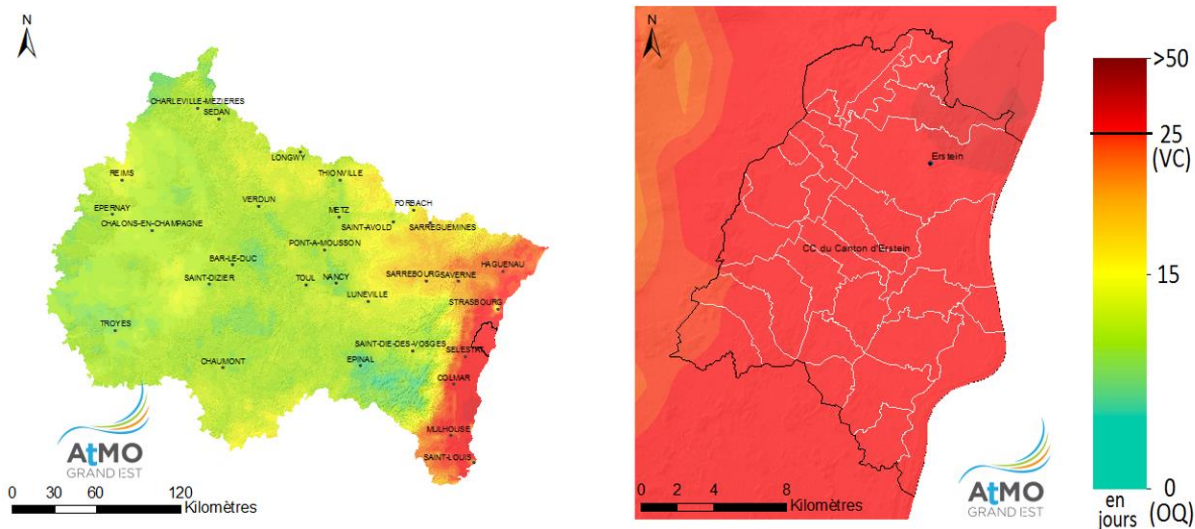 N
CHARLEVILLE-MEZIERES
SEDAN
LONGWY
REIMS
THIONVILLE
EPERNAY
VERDUN
METZ
FORBACH
CHALONS-EN-CHAMPAGNE
SAINT-AVOLD
SARREGUEMINES
PONT-A-MOUSSON
BAR-LE-DUC
HAGUENAU
SAINT-DIZIER
TOUL
NANCY
SARREBOURG
SAVERNE
LUNEVILLE
STRASBOURG
TROYES
SAINT-DIE-DES-VOSGES
SELESTAT
CHAUMONT
EPINAL
COLMAR
MULHOUSE
SAINT-LOUIS
AtMO
GRAND EST
0 30 60 120
Kilomètres
N
Erstein
CC du Canton d'Erstein
0 2 4 8
Kilomètres
AtMO
GRAND EST
>50
25
(VC)
15
0
(OQ)
en
jours